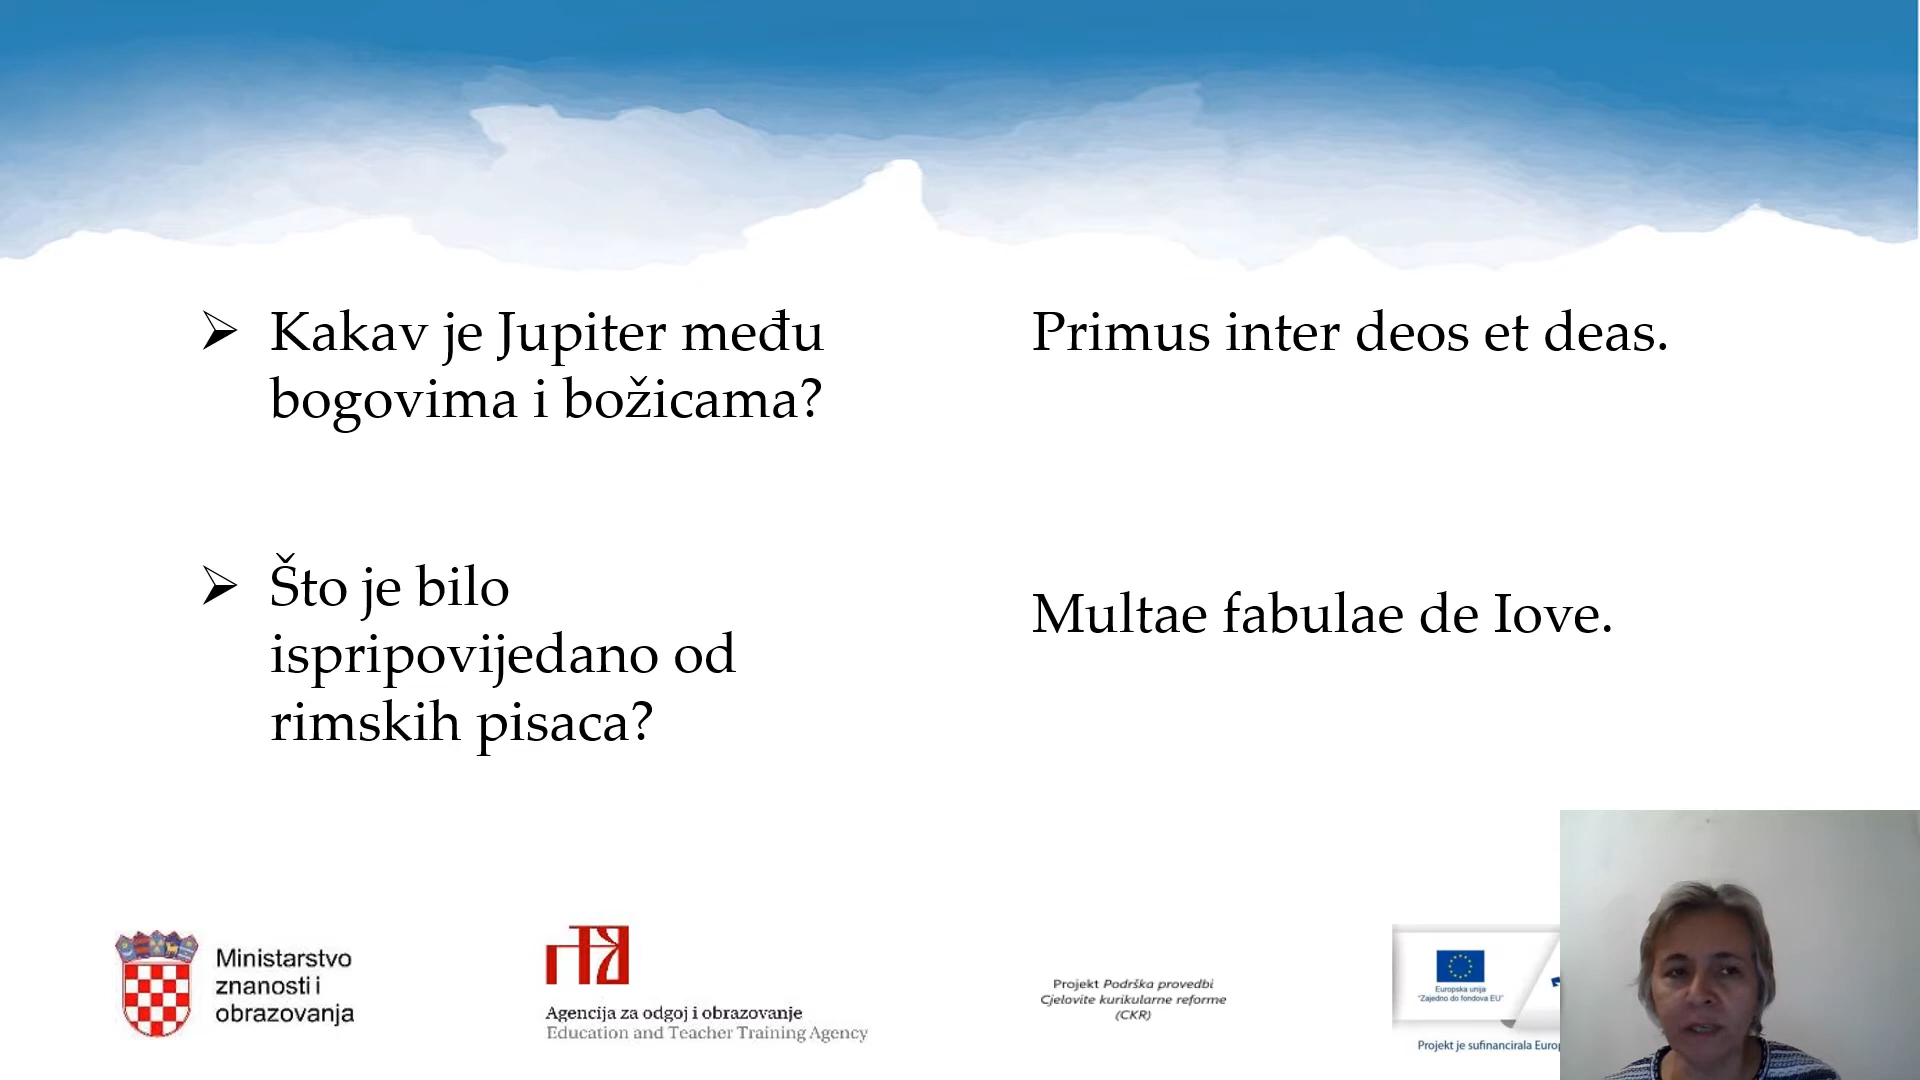 Kakav je Jupiter među
bogovima i božicama?
Primus inter deos et deas.
Što je bilo
ispripovijedano od
rimskih pisaca?
Multae fabulae de Iove.
Ministarstvo
znanosti i
obrazovanja
Agencija za odgoj i obrazovanje
Education and Teacher Training Agency
Projekt Podrška provedbi
Cjelovite kurikularne reforme
(CKR)
Europska unija
"Zajedno do fondova EU"
Projekt je sufinancirala Europ